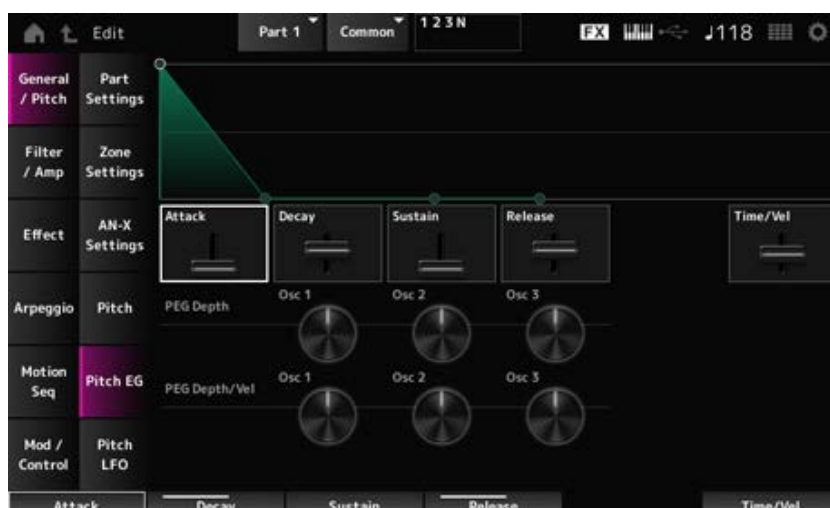 Edit
Part 1
Common
1 2 3 N
FX
♩118
General / Pitch
Part Settings
Filter / Amp
Zone Settings
Effect
AN-X Settings
Arpeggio
Pitch
Motion Seq
Pitch EG
Mod / Control
Pitch LFO
Attack
Decay
Sustain
Release
Time/Vel
PEG Depth
Osc 1
Osc 2
Osc 3
PEG Depth/Vel
Osc 1
Osc 2
Osc 3
Attack
Decay
Sustain
Release
Time/Vel